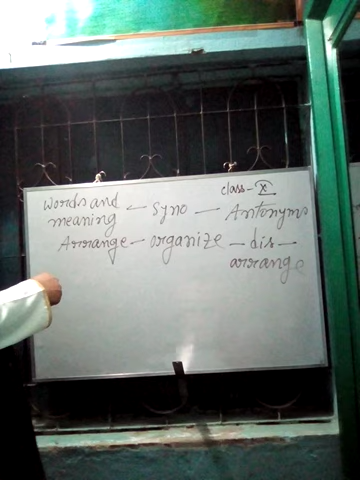 class - X
Words and meaning - Syno - Antonyms
Arrange - organize - dis-
arrange